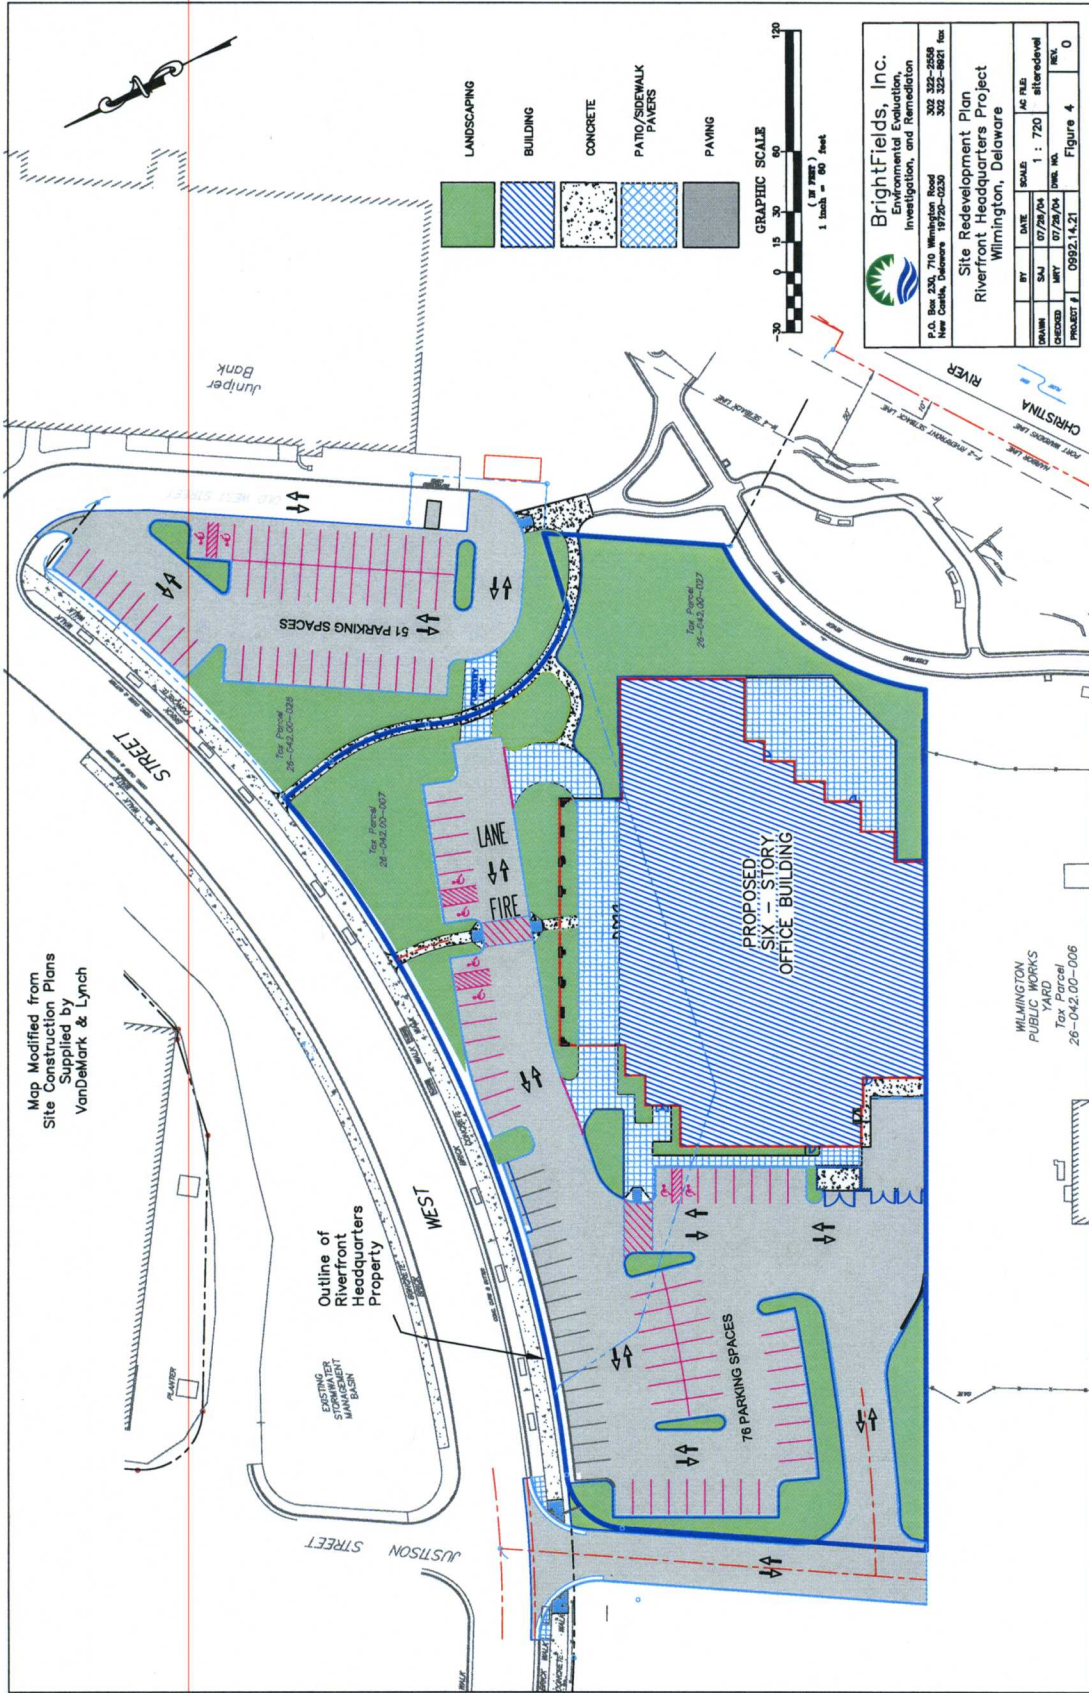 Map Modified from
Site Construction Plans
Supplied by
VanDeMark & Lynch
Juniper
Bank
LANDSCAPING
BUILDING
CONCRETE
PATIO/SIDEWALK
PAVERS
PAVING
GRAPHIC SCALE
-30 0 15 30 60 120
( IN FEET )
1 inch = 60 feet
OLD WEST STREET
STREET
WEST
51 PARKING SPACES
Tax Parcel
26-042.00-028
Tax Parcel
26-042.00-007
Tax Parcel
26-042.00-027
LANE
FIRE
PROPOSED
SIX - STORY
OFFICE BUILDING
Outline of
Riverfront
Headquarters
Property
PLANTER
EXISTING
STORMWATER
MANAGEMENT
BASIN
76 PARKING SPACES
JUSTISON STREET
WILMINGTON
PUBLIC WORKS
YARD
Tax Parcel
26-042.00-006
CHRISTINA
RIVER
HARBOR LINE
BrightFields, Inc.
Environmental Evaluation,
Investigation, and Remediation
P.O. Box 230, 710 Wilmington Road 302 322-2558
New Castle, Delaware 19720-0230 302 322-8921 fax
Site Redevelopment Plan
Riverfront Headquarters Project
Wilmington, Delaware
BY DATE SCALE: AC FILE:
DRAWN SAJ 07/28/04 1 : 720 siteredevel
CHECKED MRY 07/28/04 DWG. NO. REV.
PROJECT # 0992.14.21 Figure 4 0